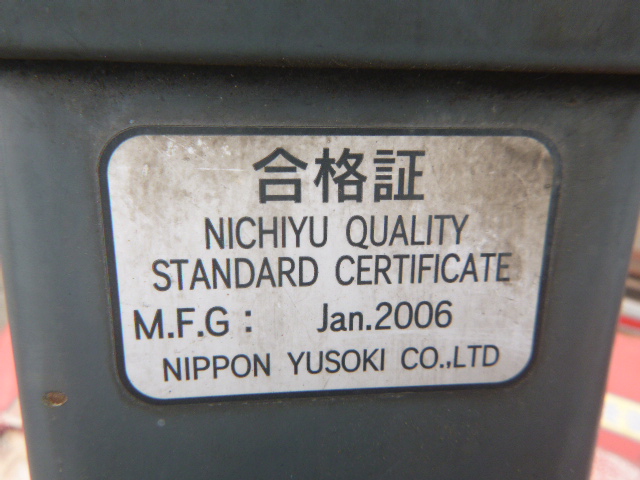 合格証
NICHIYU QUALITY
STANDARD CERTIFICATE
M.F.G : Jan.2006
NIPPON YUSOKI CO.,LTD